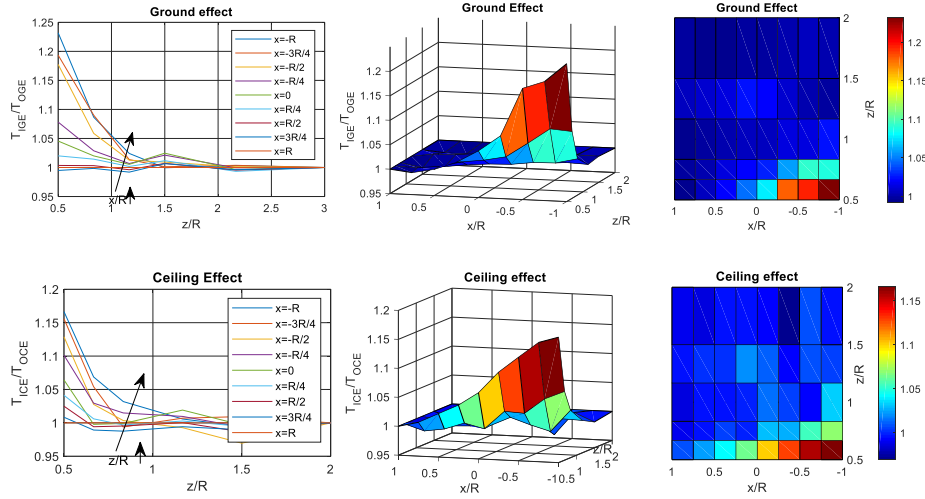 Ground effect
1.25
1.2
1.15
1.1
1.05
1
0.95
T_IGE/T_OGE
x=-R
x=-3R/4
x=-R/2
x=-R/4
x=0
x=R/4
x=R/2
x=3R/4
x=R
x/R
0.5 1 1.5 2 2.5 3
z/R
Ground Effect
1.2
1.15
1.1
1.05
1
0.95
T_IGE/T_OGE
1 0.5 0 -0.5 -1
x/R
0.5 1 1.5 2
z/R
Ground effect
2
1.5
1
0.5
z/R
1 0.5 0 -0.5 -1
x/R
1.2
1.15
1.1
1.05
1
Ceiling Effect
1.2
1.15
1.1
1.05
1
0.95
T_ICE/T_OCE
x=-R
x=-3R/4
x=-R/2
x=-R/4
x=0
x=R/4
x=R/2
x=3R/4
x=R
z/R
0.5 1 1.5 2
z/R
Ceiling effect
1.2
1.15
1.1
1.05
1
0.95
T_ICE/T_OCE
1 0.5 0 -0.5 -1
x/R
0.5 1 1.5 2
z/R
Ceiling effect
2
1.5
1
0.5
z/R
1 0.5 0 -0.5 -1
x/R
1.15
1.1
1.05
1